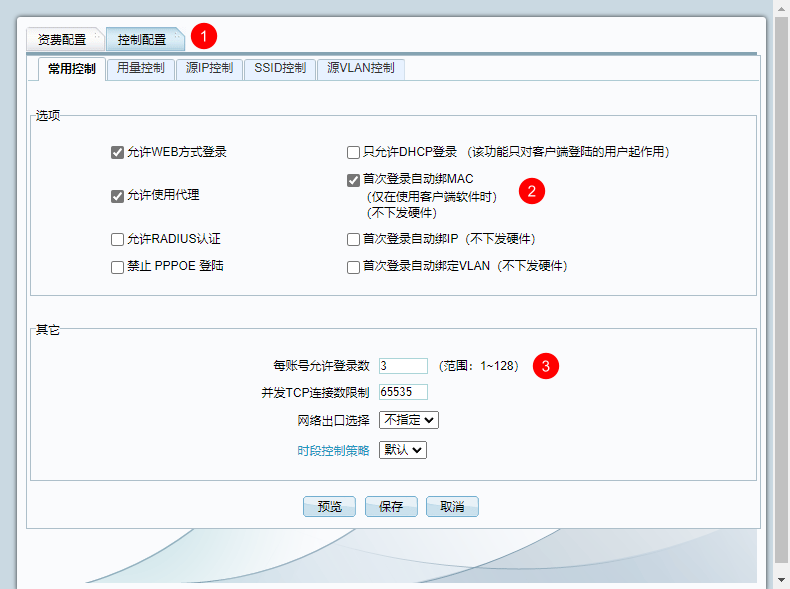 资费配置 控制配置 1
常用控制 用量控制 源IP控制 SSID控制 源VLAN控制
选项
允许WEB方式登录 只允许DHCP登录 （该功能只对客户端登陆的用户起作用）
允许使用代理 首次登录自动绑MAC 2
（仅在使用客户端软件时）
（不下发硬件）
允许RADIUS认证 首次登录自动绑IP（不下发硬件）
禁止 PPPOE 登陆 首次登录自动绑定VLAN（不下发硬件）
其它
每账号允许登录数 3 （范围：1~128） 3
并发TCP连接数限制 65535
网络出口选择 不指定
时段控制策略 默认
预览 保存 取消